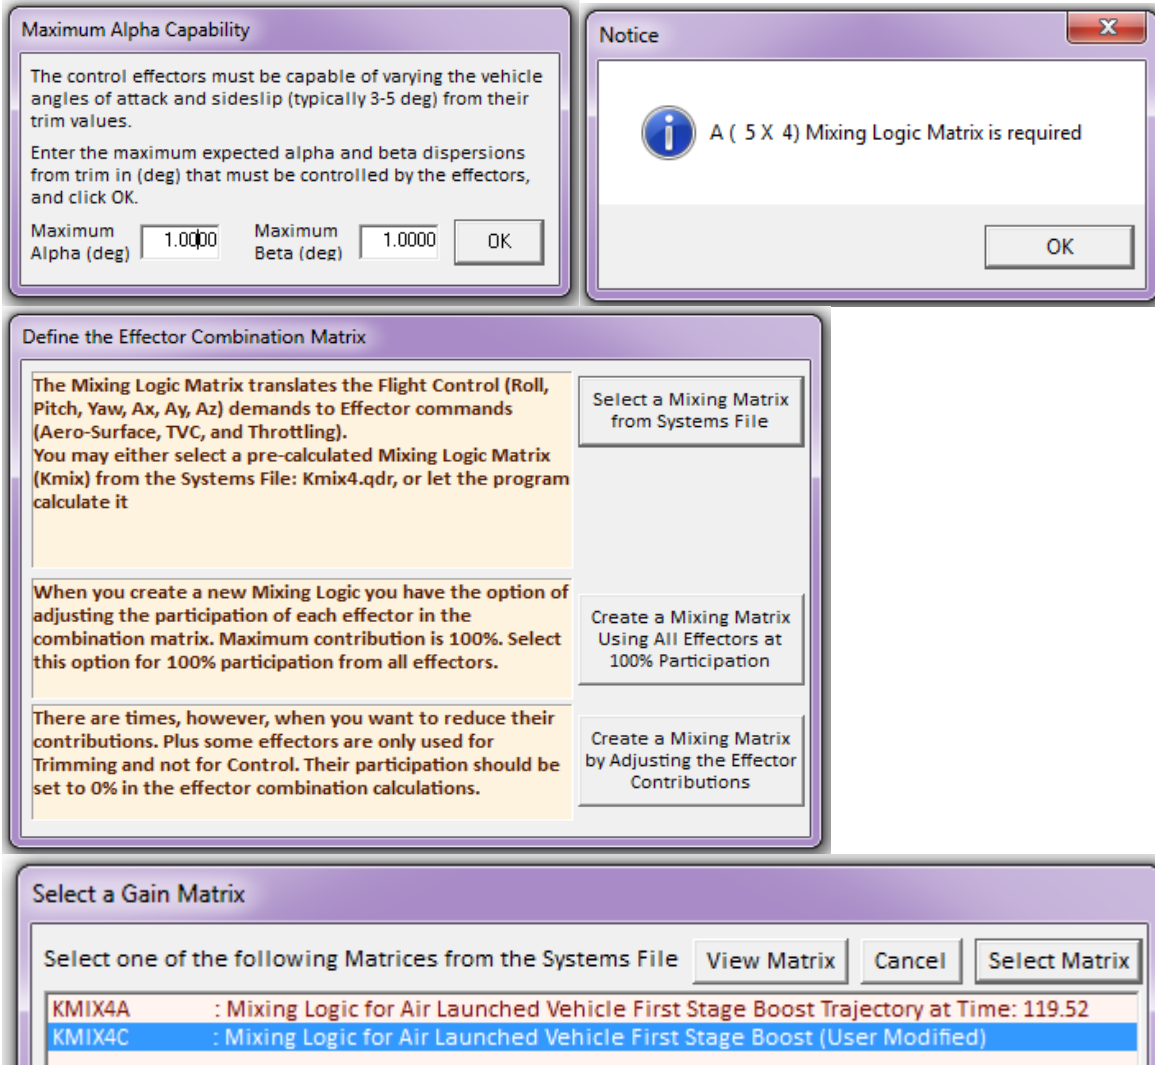 Maximum Alpha Capability
The control effectors must be capable of varying the vehicle
angles of attack and sideslip (typically 3-5 deg) from their
trim values.
Enter the maximum expected alpha and beta dispersions
from trim in (deg) that must be controlled by the effectors,
and click OK.
Maximum
Alpha (deg)
1.0000
Maximum
Beta (deg)
1.0000
OK
Notice
A ( 5 X 4) Mixing Logic Matrix is required
OK
Define the Effector Combination Matrix
The Mixing Logic Matrix translates the Flight Control (Roll,
Pitch, Yaw, Ax, Ay, Az) demands to Effector commands
(Aero-Surface, TVC, and Throttling).
You may either select a pre-calculated Mixing Logic Matrix
(Kmix) from the Systems File: Kmix4.qdr, or let the program
calculate it
Select a Mixing Matrix
from Systems File
When you create a new Mixing Logic you have the option of
adjusting the participation of each effector in the
combination matrix. Maximum contribution is 100%. Select
this option for 100% participation from all effectors.
Create a Mixing Matrix
Using All Effectors at
100% Participation
There are times, however, when you want to reduce their
contributions. Plus some effectors are only used for
Trimming and not for Control. Their participation should be
set to 0% in the effector combination calculations.
Create a Mixing Matrix
by Adjusting the Effector
Contributions
Select a Gain Matrix
Select one of the following Matrices from the Systems File View Matrix Cancel Select Matrix
KMIX4A : Mixing Logic for Air Launched Vehicle First Stage Boost Trajectory at Time: 119.52
KMIX4C : Mixing Logic for Air Launched Vehicle First Stage Boost (User Modified)